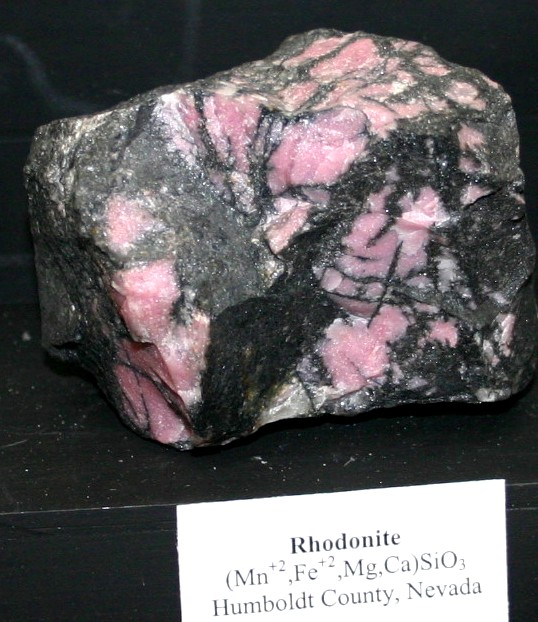 Rhodonite
(Mn⁺²,Fe⁺²,Mg,Ca)SiO₃
Humboldt County, Nevada